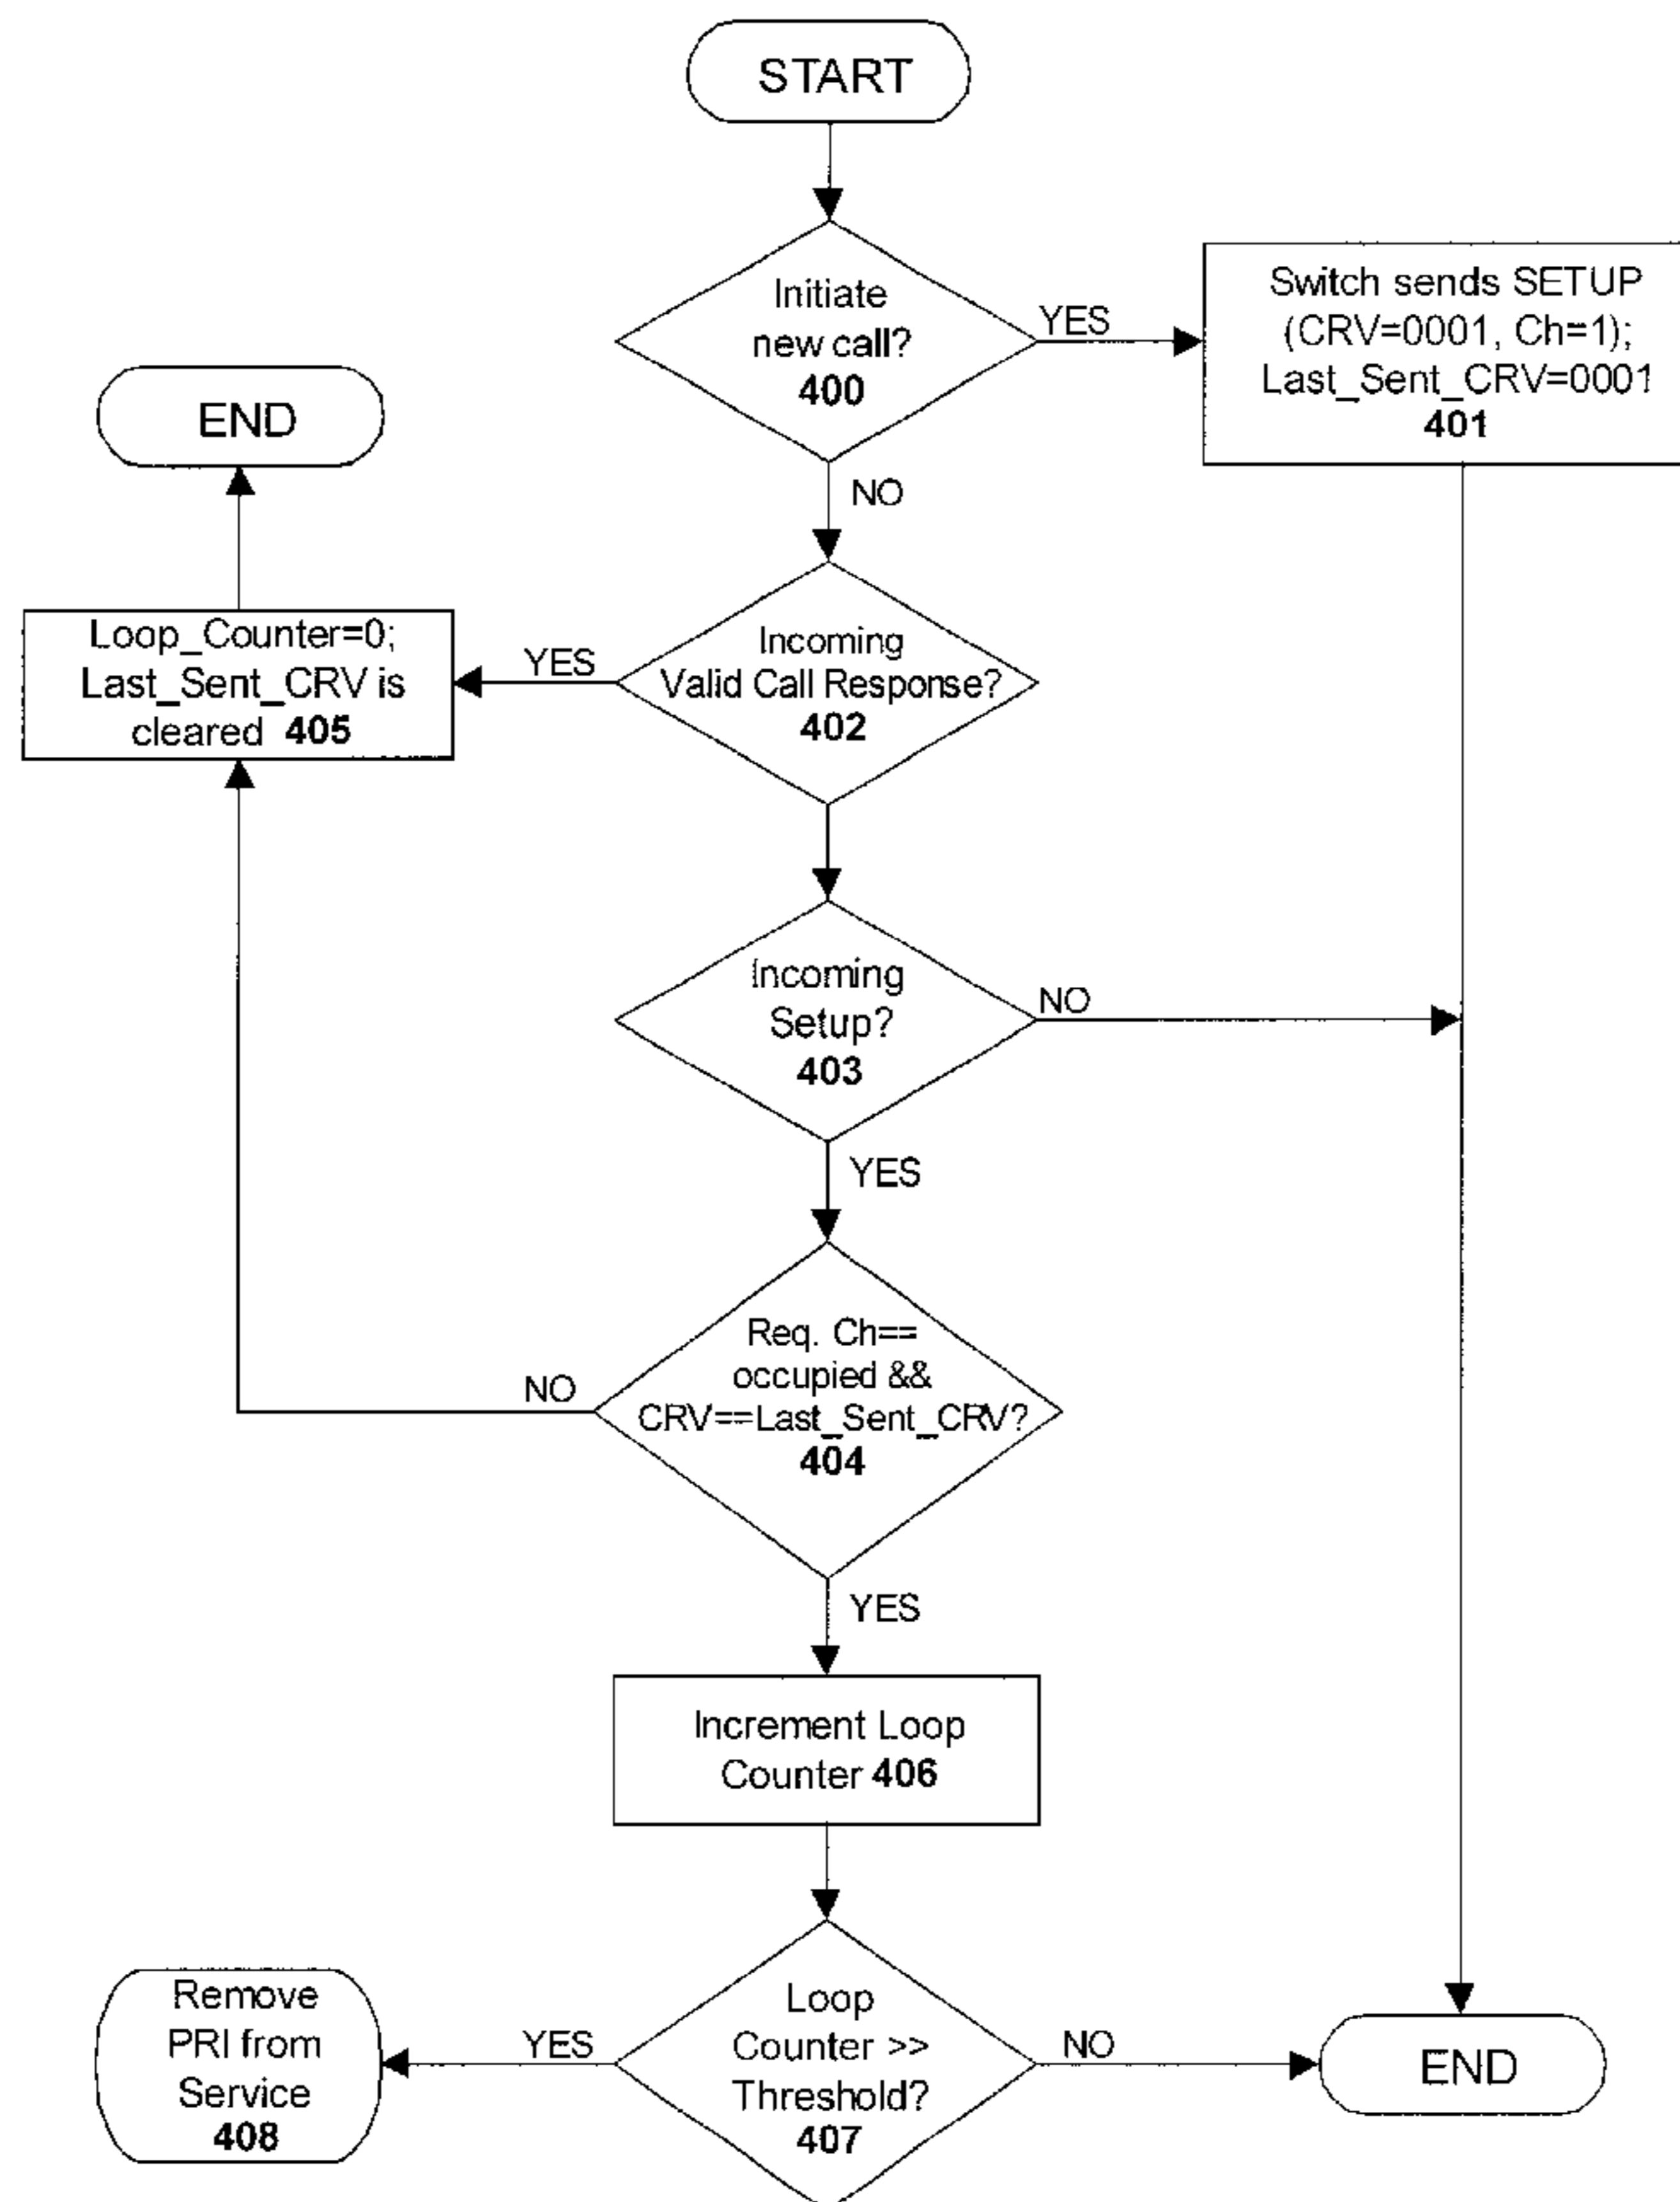 START
Initiate
new call?
400
YES
Switch sends SETUP
(CRV=0001, Ch=1);
Last_Sent_CRV=0001
401
END
NO
Loop_Counter=0;
Last_Sent_CRV is
cleared 405
YES
Incoming
Valid Call Response?
402
Incoming
Setup?
403
NO
YES
Req. Ch==
occupied &&
CRV==Last_Sent_CRV?
404
NO
YES
Increment Loop
Counter 406
Remove
PRI from
Service
408
YES
Loop
Counter >>
Threshold?
407
NO
END